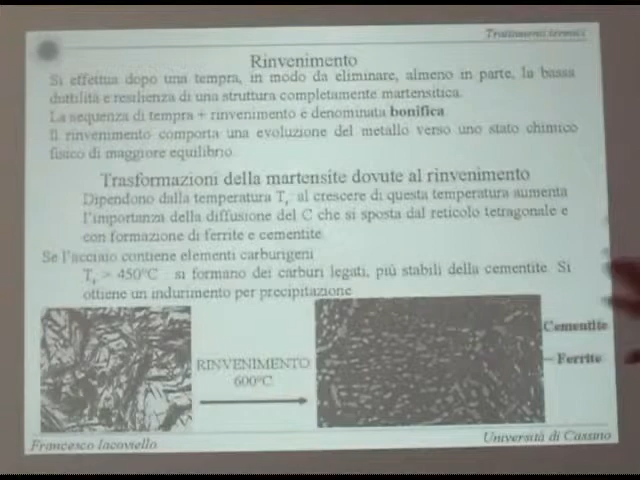 Trattamenti termici
Rinvenimento
Si effettua dopo una tempra, in modo da eliminare, almeno in parte, la bassa
duttilità e resilienza di una struttura completamente martensitica.
La sequenza di tempra + rinvenimento è denominata bonifica
Il rinvenimento comporta una evoluzione del metallo verso uno stato chimico
fisico di maggiore equilibrio.
Trasformazioni della martensite dovute al rinvenimento
Dipendono dalla temperatura Tr al crescere di questa temperatura aumenta
l'importanza della diffusione del C che si sposta dal reticolo tetragonale e
con formazione di ferrite e cementite.
Se l'acciaio contiene elementi carburigeni
Tr > 450°C si formano dei carburi legati, più stabili della cementite. Si
ottiene un indurimento per precipitazione
Cementite
RINVENIMENTO
600°C
Ferrite
Francesco Iacoviello
Università di Cassino